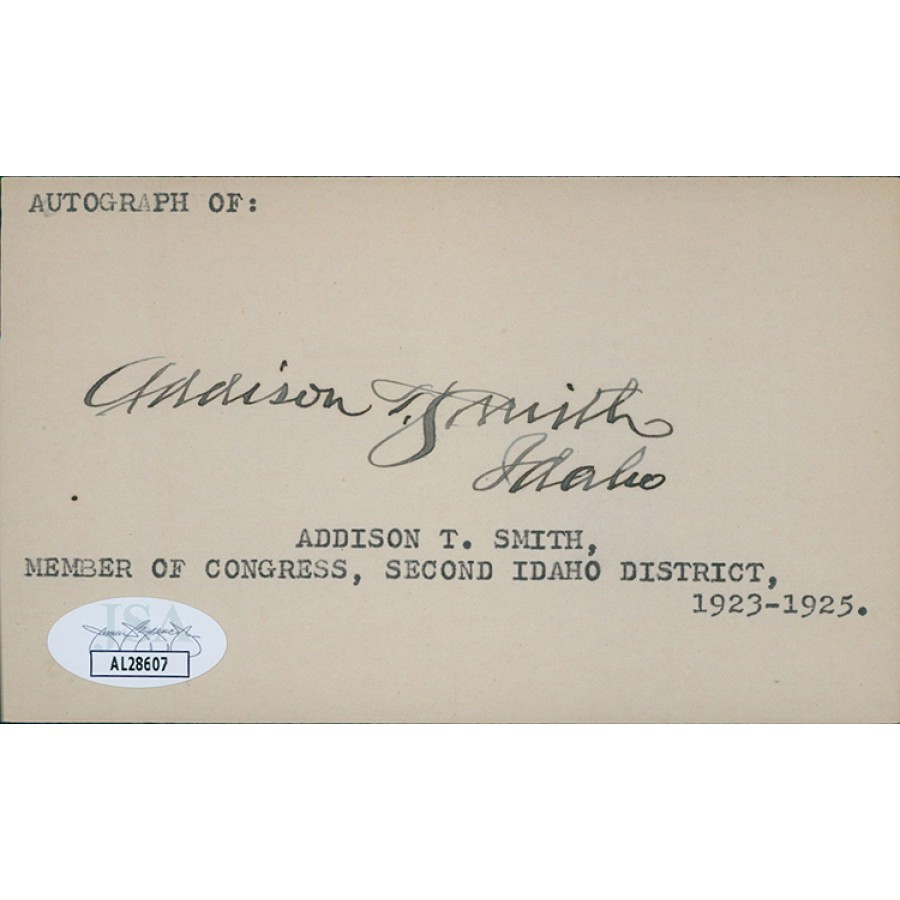 AUTOGRAPH OF:
Addison T. Smith
Idaho
ADDISON T. SMITH,
MEMBER OF CONGRESS, SECOND IDAHO DISTRICT,
1923-1925.
JSA
AL28607